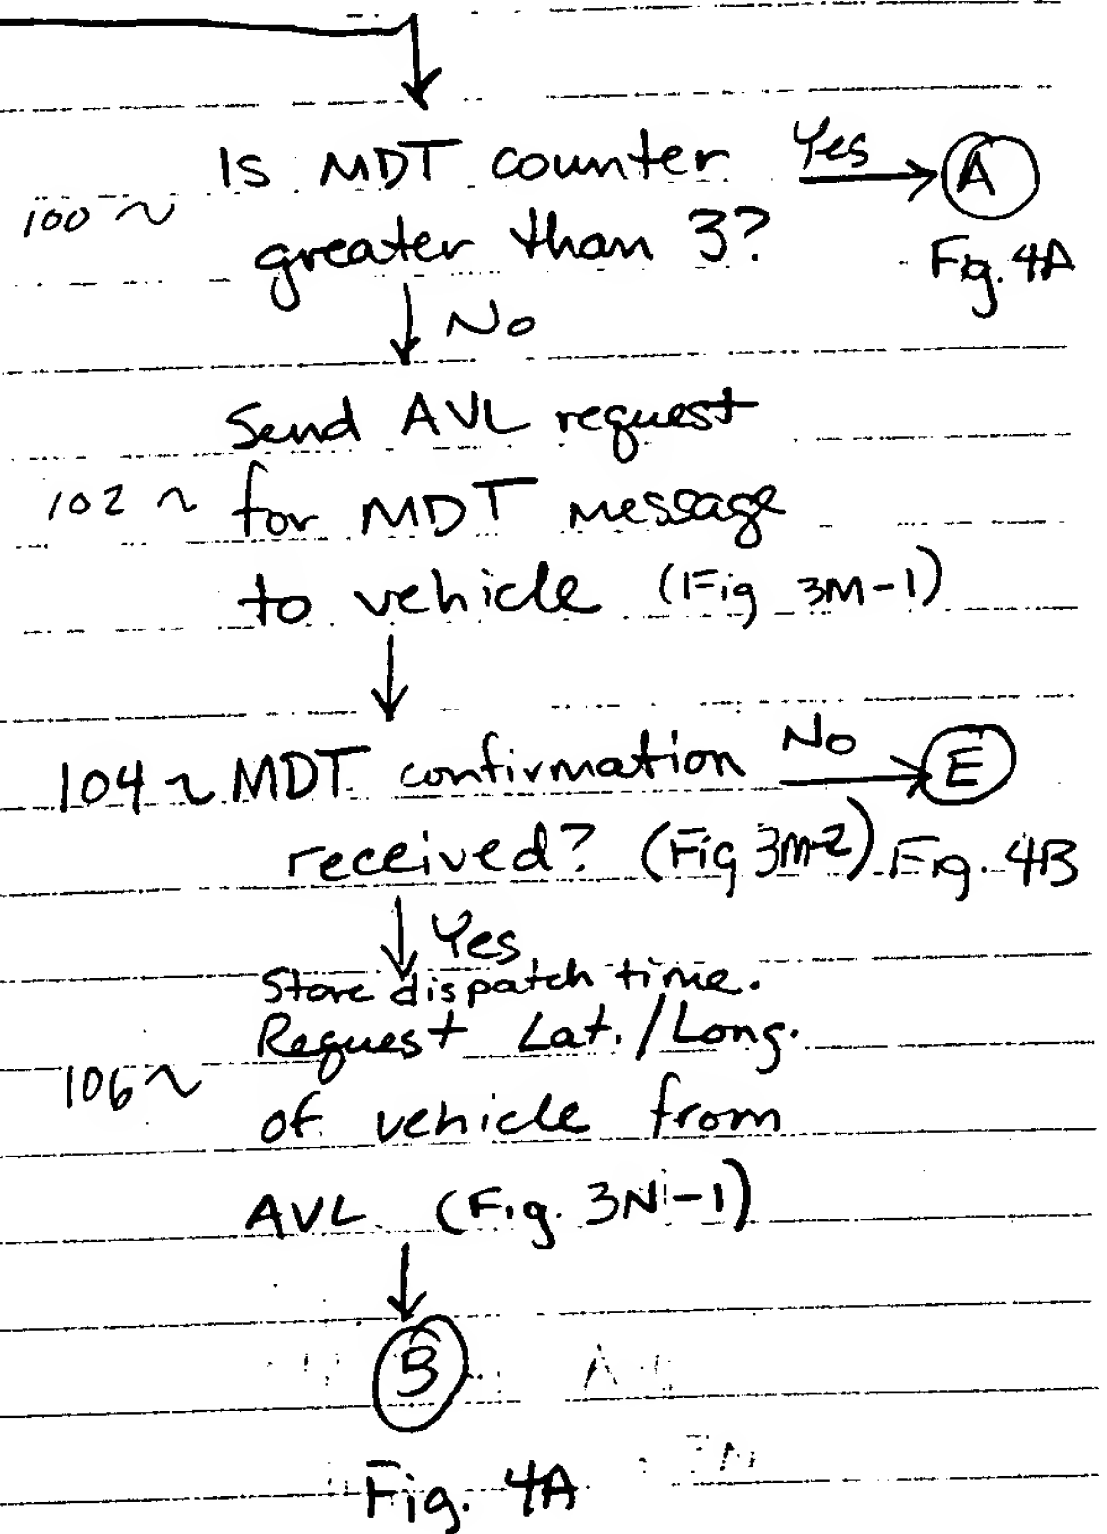 Is MDT counter Yes A
100 ~
greater than 3? Fig. 4A
No
Send AVL request
102 ~ for MDT message
to vehicle (Fig 3M-1)
104 ~ MDT confirmation No E
received? (Fig 3M-2) Fig. 4B
Yes
Store dispatch time.
Request Lat./Long.
106 ~
of vehicle from
AVL (Fig. 3N-1)
B
Fig. 4A